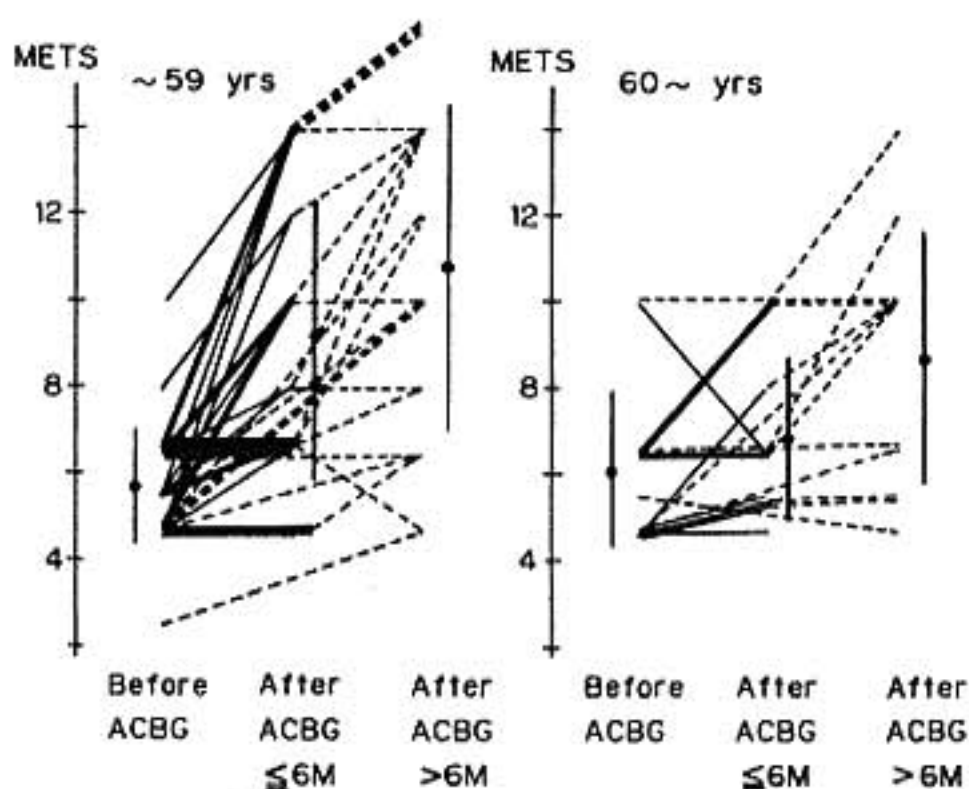 METS
~59 yrs
12
8
4
Before ACBG
After ACBG ≦6M
After ACBG >6M
METS
60~ yrs
12
8
4
Before ACBG
After ACBG ≦6M
After ACBG >6M